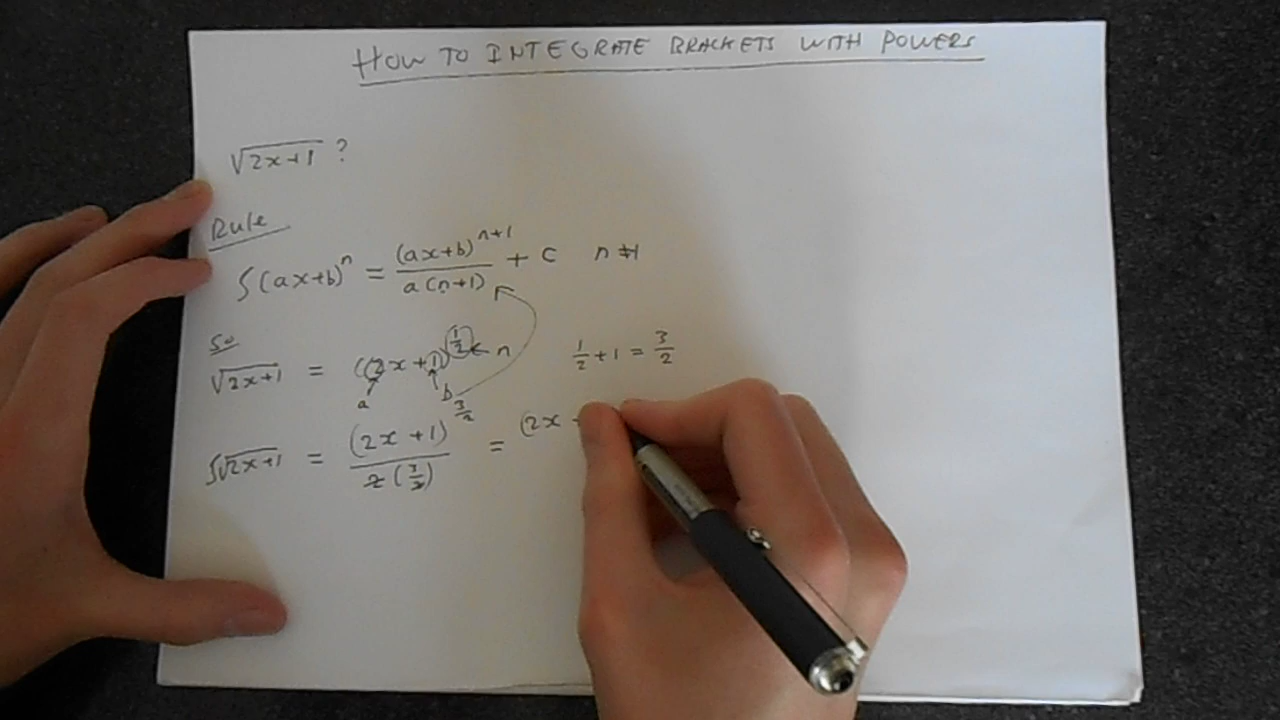 HOW TO INTEGRATE BRACKETS WITH POWERS
√(2x+1) ?
Rule
∫(ax+b)^n = (ax+b)^(n+1) / a(n+1) + c   n ≠ 1
So
√(2x+1) = (2x+1)^(1/2) ← n   1/2 + 1 = 3/2
a b
∫√(2x+1) = (2x+1)^(3/2) / 2(3/2) = (2x +